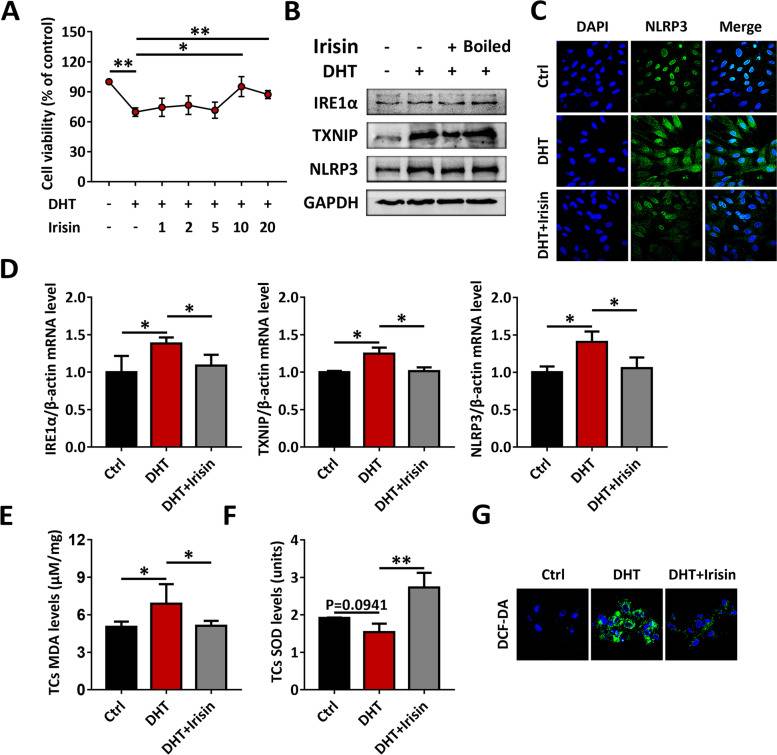 A
Cell viability (% of control)
150
120
90
60
30
0
**
**
*
DHT - + + + + + +
Irisin - - 1 2 5 10 20
B
Irisin - - + Boiled
DHT - + + +
IRE1α
TXNIP
NLRP3
GAPDH
C
DAPI NLRP3 Merge
Ctrl
DHT
DHT+Irisin
D
IRE1α/β-actin mRNA level
2.0
1.5
1.0
0.5
0.0
* *
Ctrl DHT DHT+Irisin
TXNIP/β-actin mRNA level
2.0
1.5
1.0
0.5
0.0
* *
Ctrl DHT DHT+Irisin
NLRP3/β-actin mRNA level
2.0
1.5
1.0
0.5
0.0
* *
Ctrl DHT DHT+Irisin
E
TCs MDA levels (μM/mg)
12
9
6
3
0
* *
Ctrl DHT DHT+Irisin
F
TCs SOD levels (units)
4
3
2
1
0
P=0.0941 **
Ctrl DHT DHT+Irisin
G
Ctrl DHT DHT+Irisin
DCF-DA